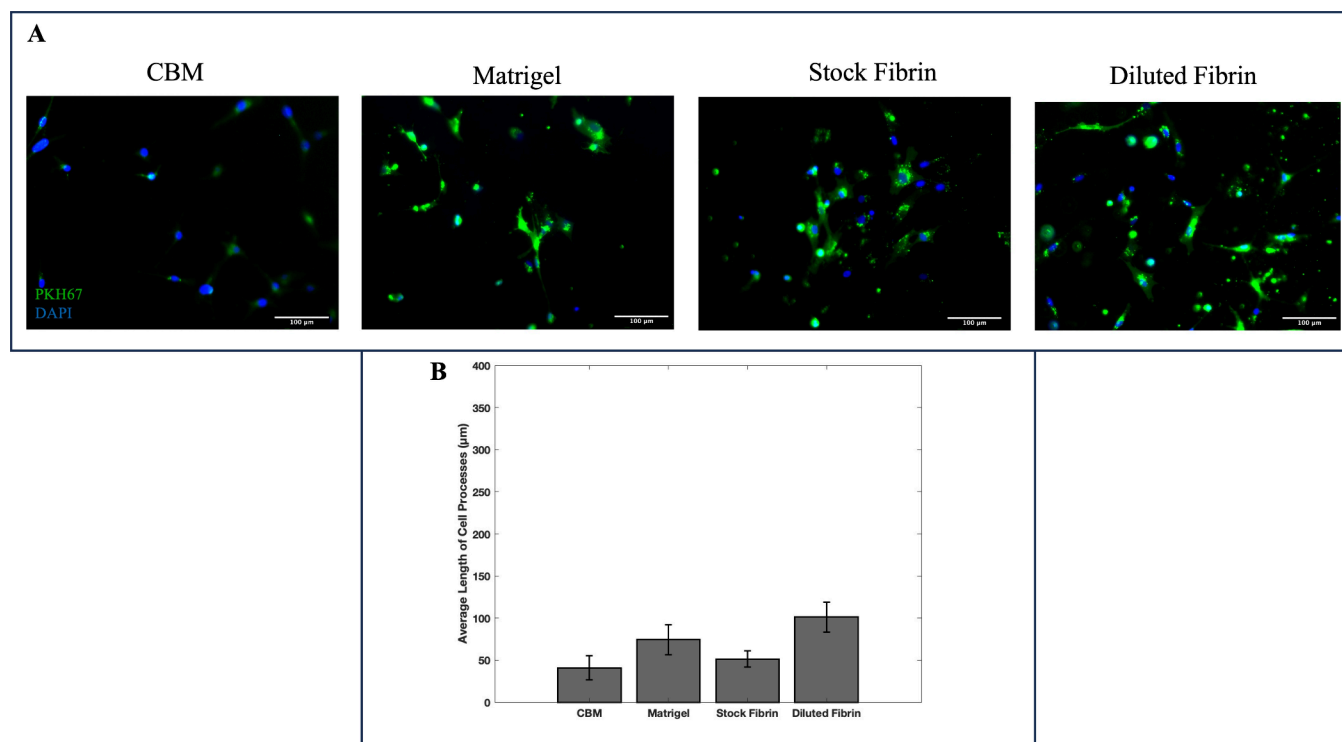 A
CBM
Matrigel
Stock Fibrin
Diluted Fibrin
PKH67
DAPI
100 µm
100 µm
100 µm
100 µm
B
Average Length of Cell Processes (µm)
400
350
300
250
200
150
100
50
0
CBM
Matrigel
Stock Fibrin
Diluted Fibrin